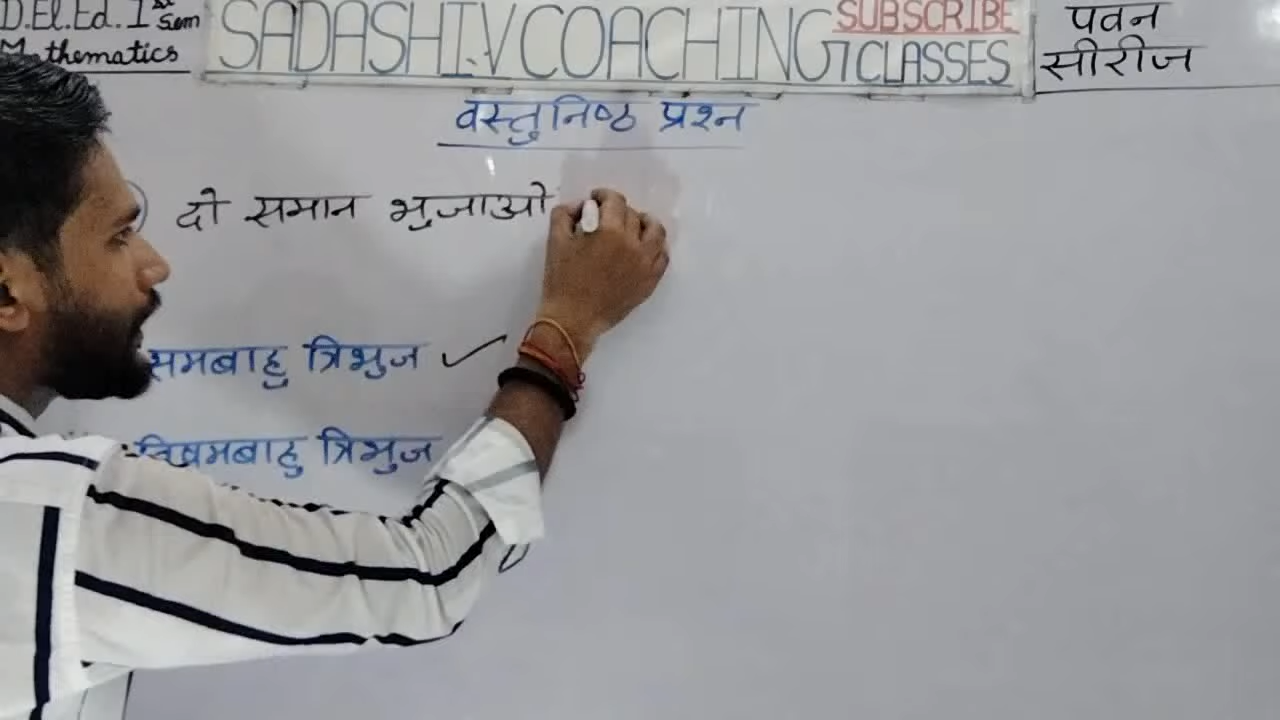 D.El.Ed. 1st Sem
Mathematics
SADASHIV COACHING CLASSES
SUBSCRIBE
पवन
सीरीज
वस्तुनिष्ठ प्रश्न
दो समान भुजाओ
समबाहु त्रिभुज ✓
विषमबाहु त्रिभुज